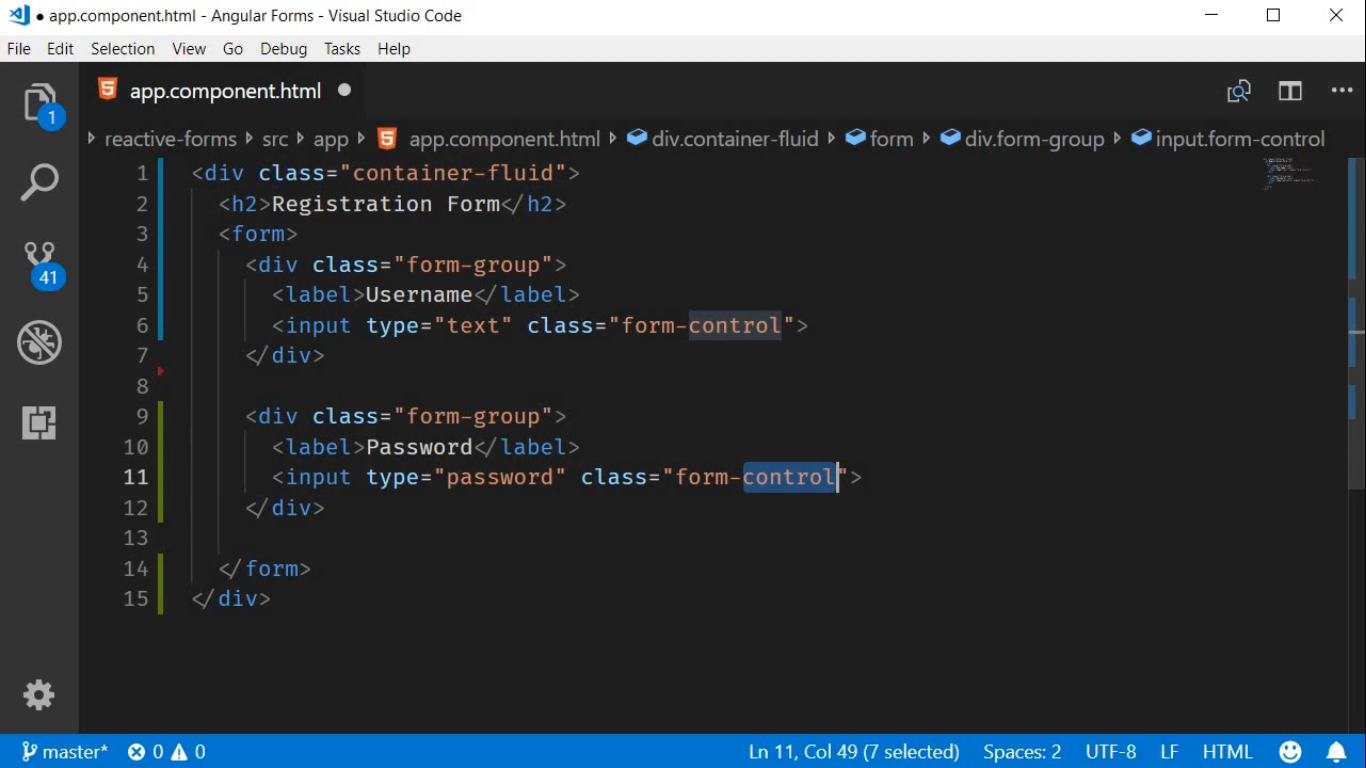 ● app.component.html - Angular Forms - Visual Studio Code
File Edit Selection View Go Debug Tasks Help
app.component.html ●
1
reactive-forms src app app.component.html div.container-fluid form div.form-group input.form-control
1 <div class="container-fluid">
2 <h2>Registration Form</h2>
3 <form>
4 <div class="form-group">
5 <label>Username</label>
6 <input type="text" class="form-control">
7 </div>
8
9 <div class="form-group">
10 <label>Password</label>
11 <input type="password" class="form-control">
12 </div>
13
14 </form>
15 </div>
41
master* 0 0 Ln 11, Col 49 (7 selected) Spaces: 2 UTF-8 LF HTML